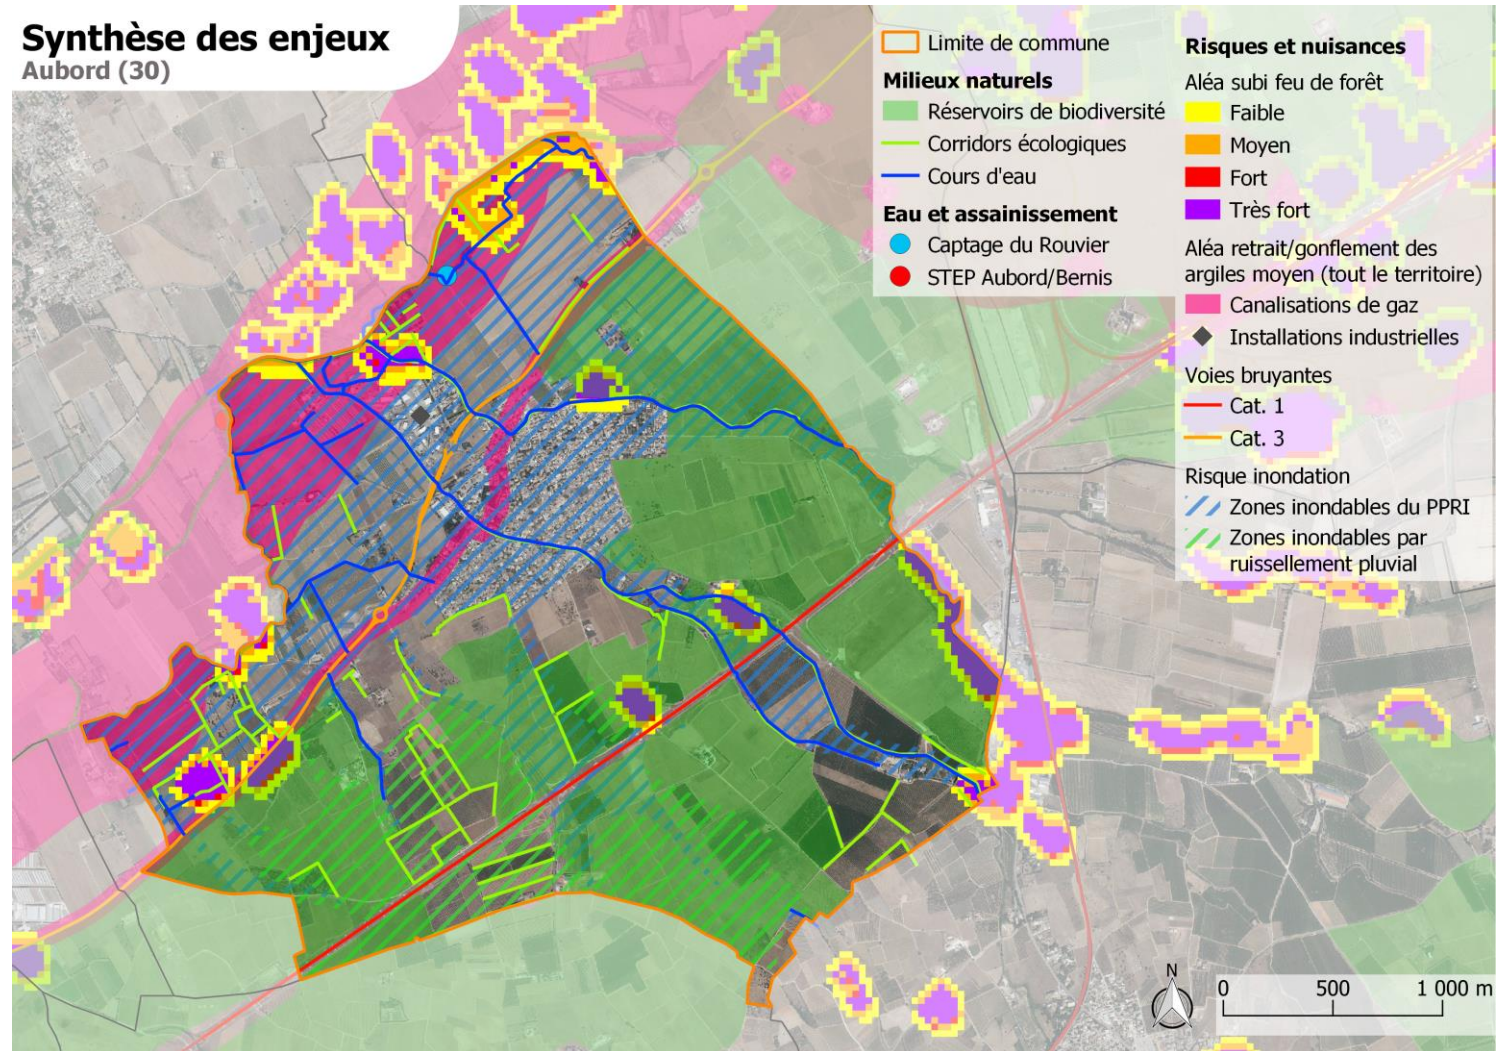 Synthèse des enjeux
Aubord (30)
Limite de commune
Milieux naturels
Réservoirs de biodiversité
Corridors écologiques
Cours d'eau
Eau et assainissement
Captage du Rouvier
STEP Aubord/Bernis
Risques et nuisances
Aléa subi feu de forêt
Faible
Moyen
Fort
Très fort
Aléa retrait/gonflement des
argiles moyen (tout le territoire)
Canalisations de gaz
Installations industrielles
Voies bruyantes
Cat. 1
Cat. 3
Risque inondation
Zones inondables du PPRI
Zones inondables par
ruissellement pluvial
N
0 500 1 000 m